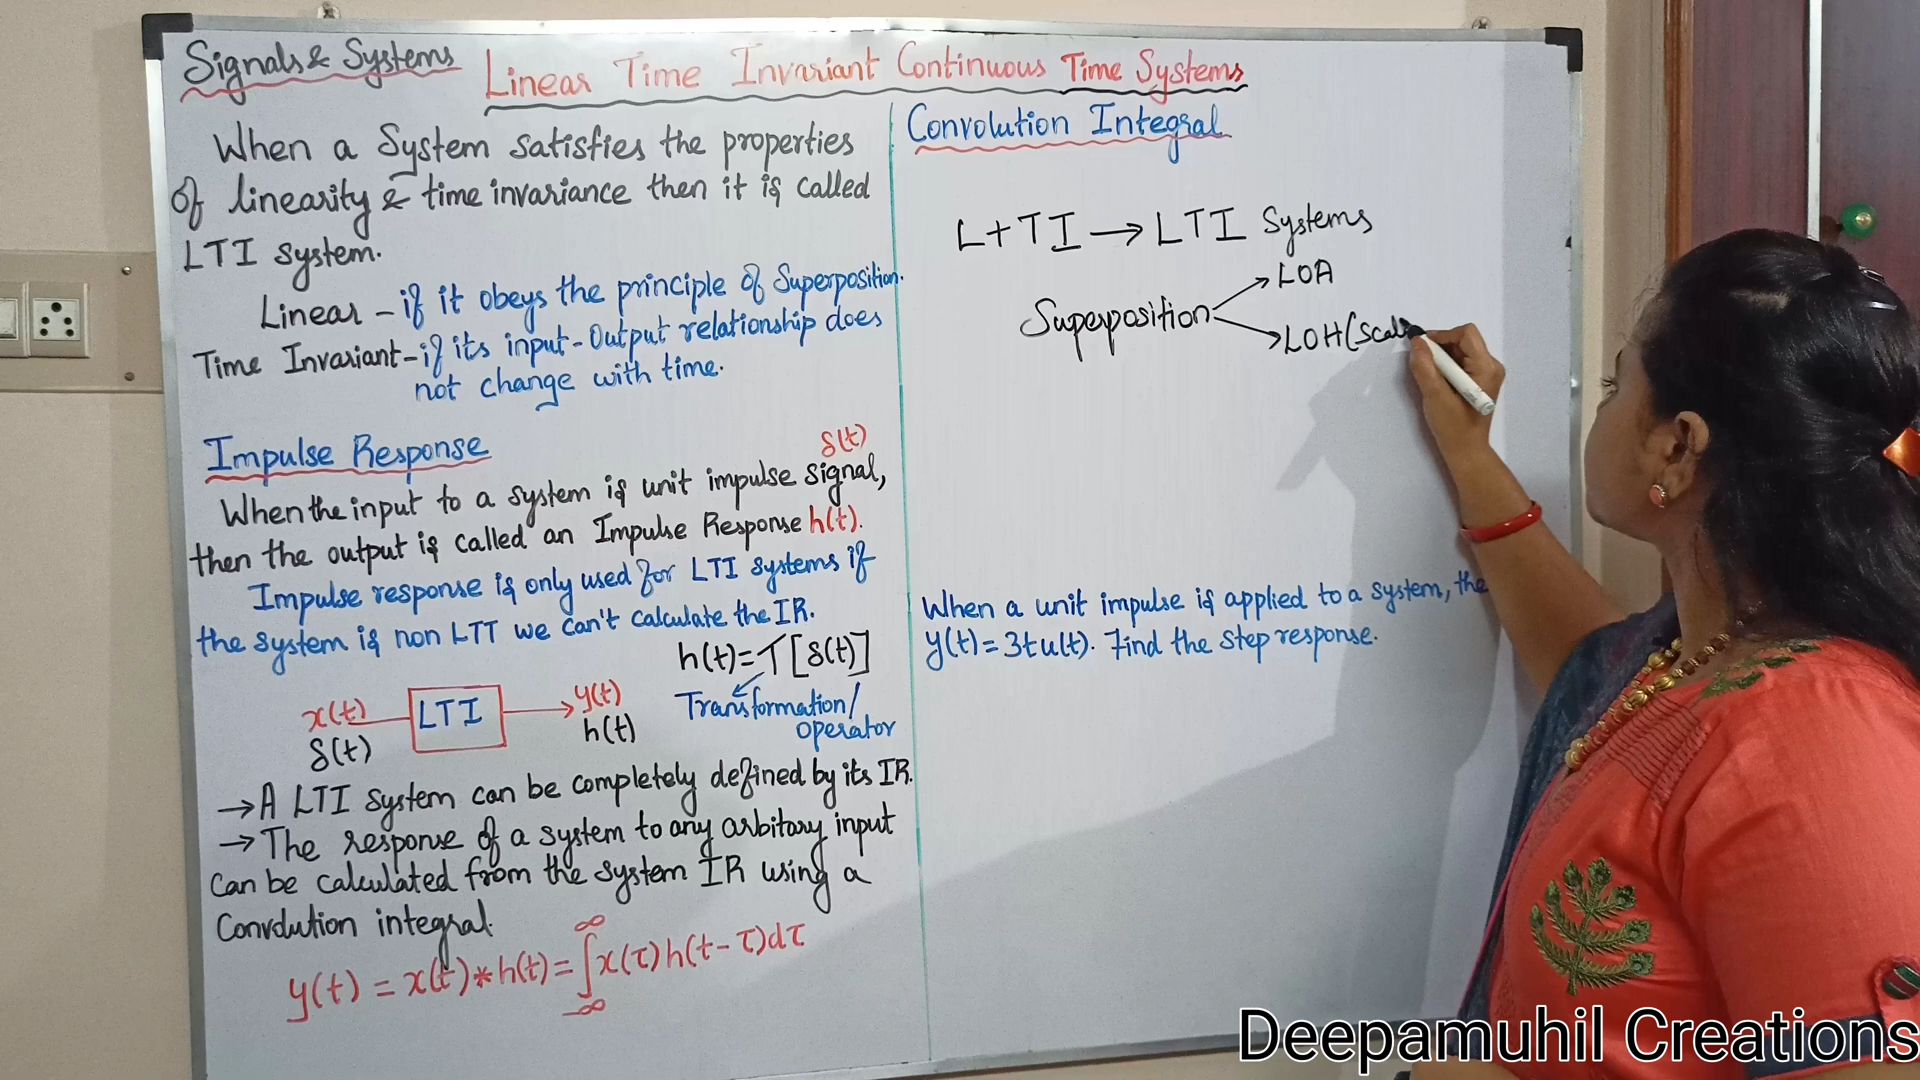 Signals & Systems
Linear Time Invariant Continuous Time Systems
When a System satisfies the properties
of linearity & time invariance then it is called
LTI system.
Linear - if it obeys the principle of Superposition.
Time Invariant - if its input-Output relationship does
not change with time.
Impulse Response
δ(t)
When the input to a system is unit impulse signal,
then the output is called an Impulse Response h(t).
Impulse response is only used for LTI systems if
the system is non LTI we can't calculate the IR.
h(t)=T[δ(t)]
Transformation/
operator
x(t)
LTI
y(t)
δ(t)
h(t)
→A LTI system can be completely defined by its IR.
→The response of a system to any arbitary input
can be calculated from the system IR using a
Convolution integral.
y(t) = x(t)*h(t) = ∫_{-∞}^{∞} x(τ)h(t-τ)dτ
Convolution Integral
L+TI → LTI Systems
Superposition
→LOA
→LOH(Scal
When a unit impulse is applied to a system, the
y(t)=3tu(t). Find the step response.
Deepamuhil Creations